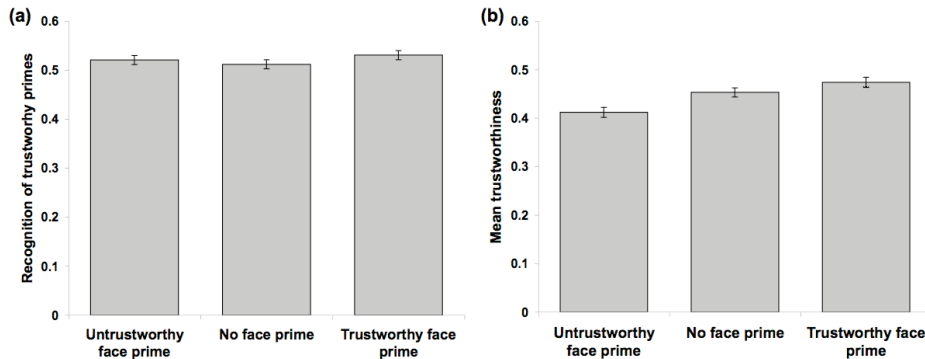 (a)
Recognition of trustworhy primes
0.6
0.5
0.4
0.3
0.2
0.1
0
Untrustworthy
face prime
No face prime
Trustworthy face
prime
(b)
Mean trustworthiness
0.6
0.5
0.4
0.3
0.2
0.1
0
Untrustworthy
face prime
No face prime
Trustworthy face
prime